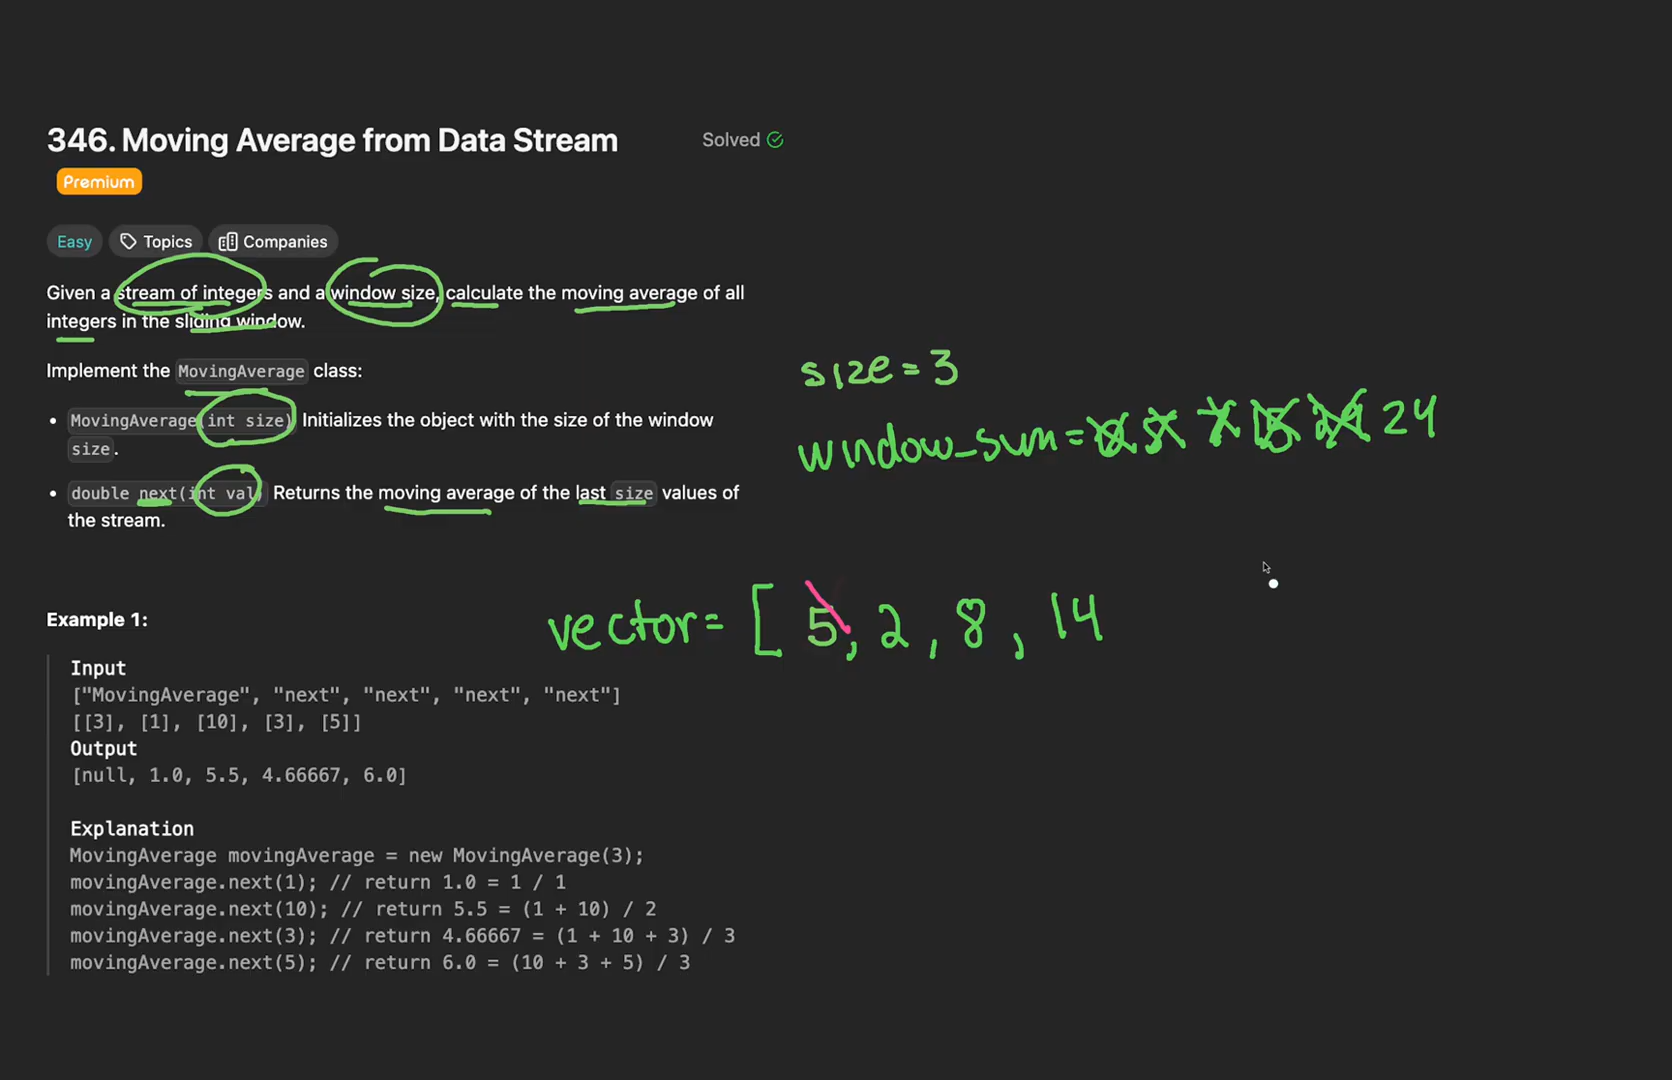 346. Moving Average from Data Stream
Solved
Premium
Easy
Topics
Companies
Given a stream of integers and a window size, calculate the moving average of all
integers in the sliding window.
Implement the MovingAverage class:
• MovingAverage(int size) Initializes the object with the size of the window
size.
• double next(int val) Returns the moving average of the last size values of
the stream.
size = 3
window_sum = 0 5 7 15 29 24
vector = [ 5, 2, 8, 14
Example 1:
Input
["MovingAverage", "next", "next", "next", "next"]
[[3], [1], [10], [3], [5]]
Output
[null, 1.0, 5.5, 4.66667, 6.0]
Explanation
MovingAverage movingAverage = new MovingAverage(3);
movingAverage.next(1); // return 1.0 = 1 / 1
movingAverage.next(10); // return 5.5 = (1 + 10) / 2
movingAverage.next(3); // return 4.66667 = (1 + 10 + 3) / 3
movingAverage.next(5); // return 6.0 = (10 + 3 + 5) / 3